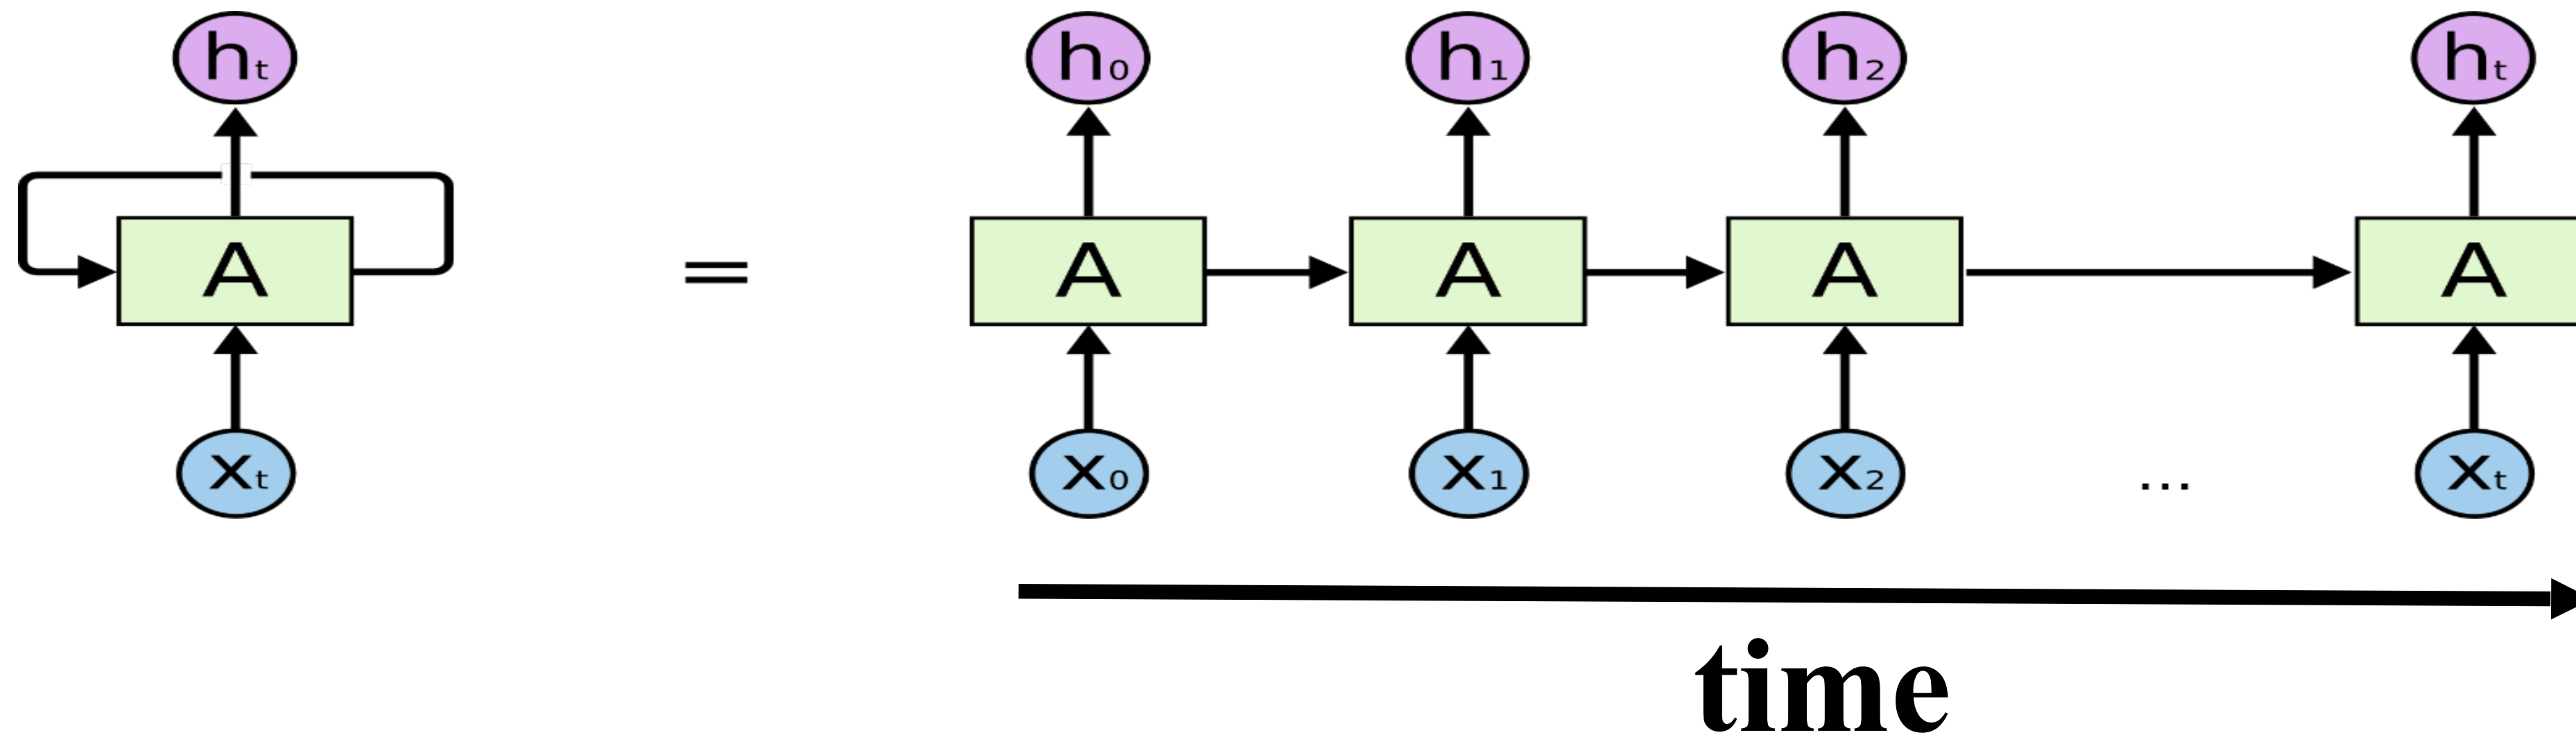 hₜ h₀ h₁ h₂ hₜ
A = A A A A
xₜ x₀ x₁ x₂ ... xₜ
time